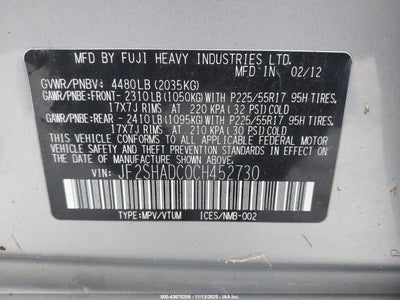 MFD BY FUJI HEAVY INDUSTRIES LTD.
MFD IN 02/12
GVWR/PNBV: 4480LB (2035KG)
GAWR/PNBE:FRONT- 2310LB (1050KG)WITH P225/55R17 95H TIRES,
17X7J RIMS, AT 220 KPA (32 PSI) COLD
GAWR/PNBE:REAR - 2410LB (1095KG)WITH P225/55R17 95H TIRES,
17X7J RIMS, AT 210 KPA (30 PSI) COLD
THIS VEHICLE CONFORMS TO ALL APPLICABLE
FEDERAL MOTOR VEHICLE SAFETY, BUMPER,
AND THEFT PREVENTION STANDARDS IN EFFECT ON
THE DATE OF MANUFACTURE SHOWN ABOVE.
VIN: JF2SHADC0CH452730
TYPE:MPV/VTUM ICES/NMB-002